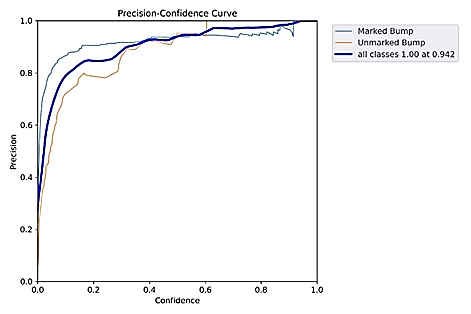 Precision-Confidence Curve
Marked Bump
Unmarked Bump
all classes 1.00 at 0.942
1.0
0.8
0.6
0.4
0.2
0.0
Precision
0.0 0.2 0.4 0.6 0.8 1.0
Confidence